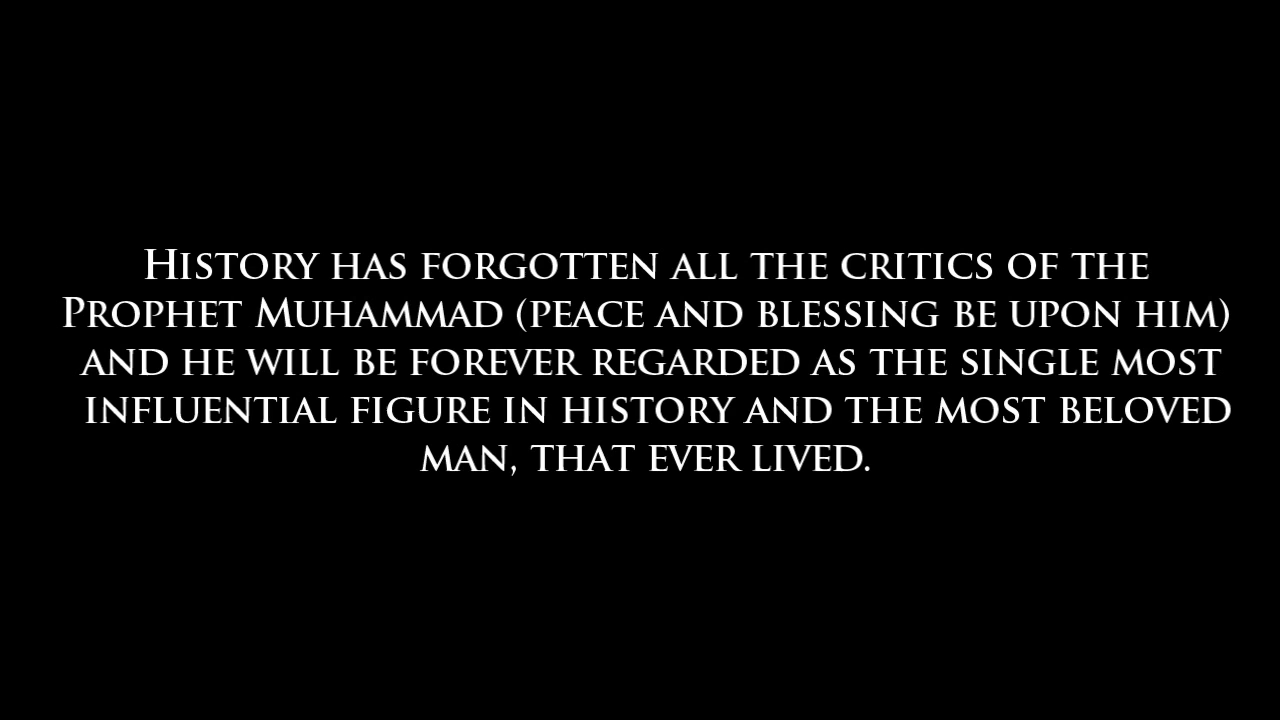 History has forgotten all the critics of the
Prophet Muhammad (peace and blessing be upon him)
and he will be forever regarded as the single most
influential figure in history and the most beloved
man, that ever lived.